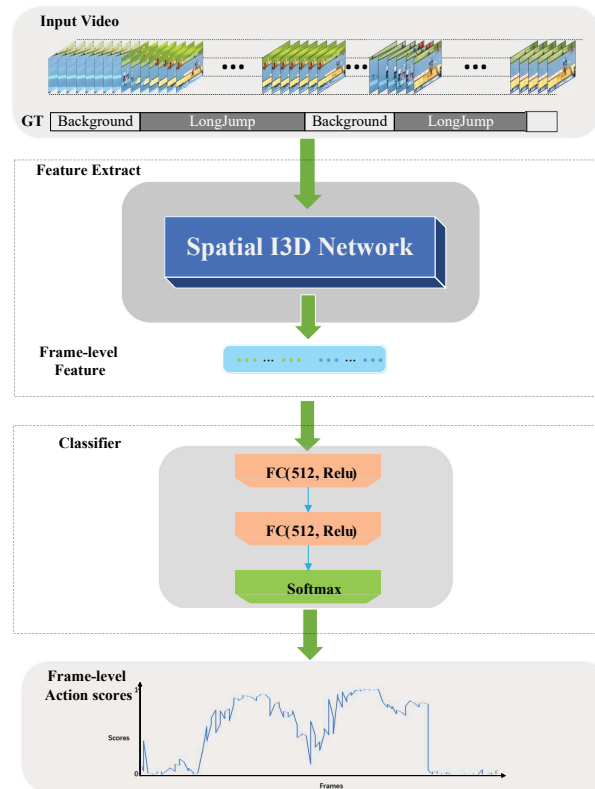 Input Video
GT Background LongJump Background LongJump
Feature Extract
Spatial I3D Network
Frame-level
Feature
Classifier
FC(512, Relu)
FC(512, Relu)
Softmax
Frame-level
Action scores
1
Scores
0
Frames